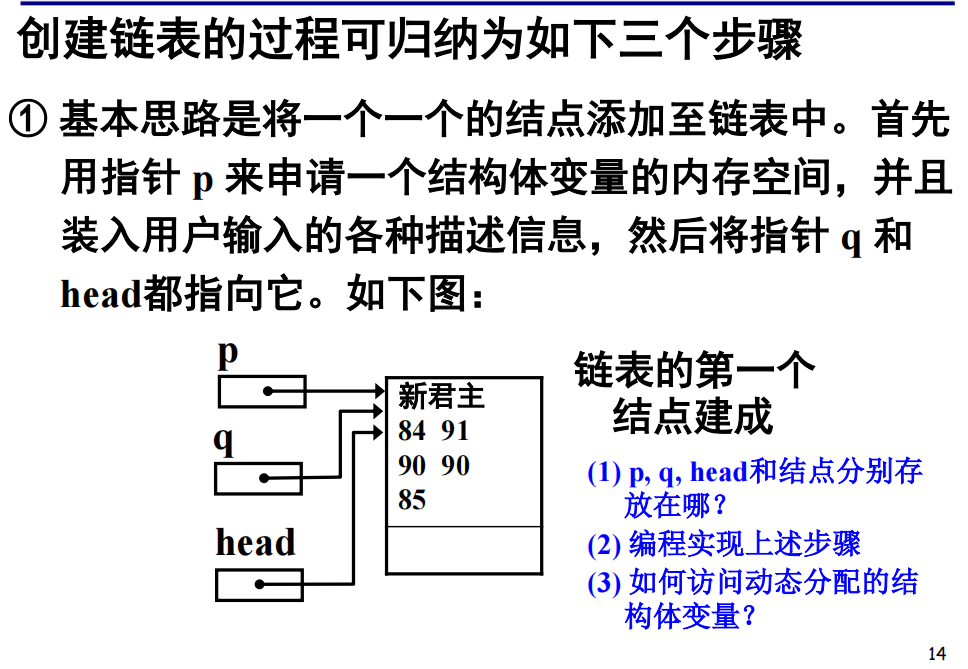 创建链表的过程可归纳为如下三个步骤
① 基本思路是将一个一个的结点添加至链表中。首先
用指针 p 来申请一个结构体变量的内存空间，并且
装入用户输入的各种描述信息，然后将指针 q 和
head都指向它。如下图：
p
q
head
新君主
84 91
90 90
85
链表的第一个
结点建成
(1) p, q, head和结点分别存
放在哪？
(2) 编程实现上述步骤
(3) 如何访问动态分配的结
构体变量？
14